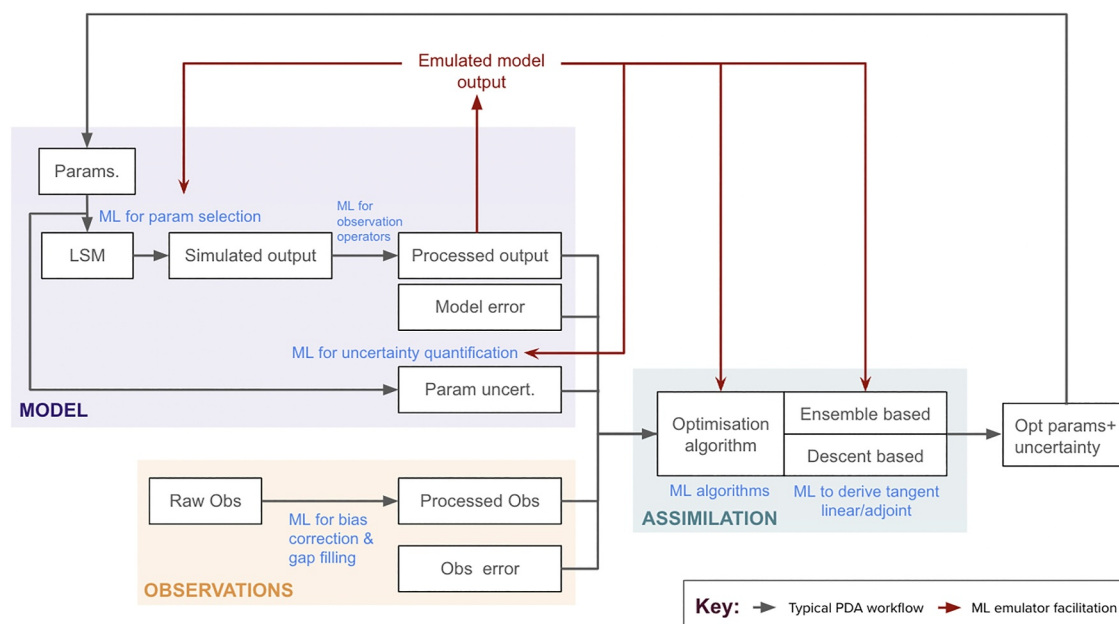 Emulated model
output
Params.
ML for param selection
ML for
observation
operators
LSM
Simulated output
Processed output
Model error
ML for uncertainty quantification
Param uncert.
MODEL
Optimisation
algorithm
Ensemble based
Descent based
Opt params+
uncertainty
ML algorithms
ML to derive tangent
linear/adjoint
ASSIMILATION
Raw Obs
Processed Obs
ML for bias
correction &
gap filling
Obs error
OBSERVATIONS
Key: Typical PDA workflow ML emulator facilitation